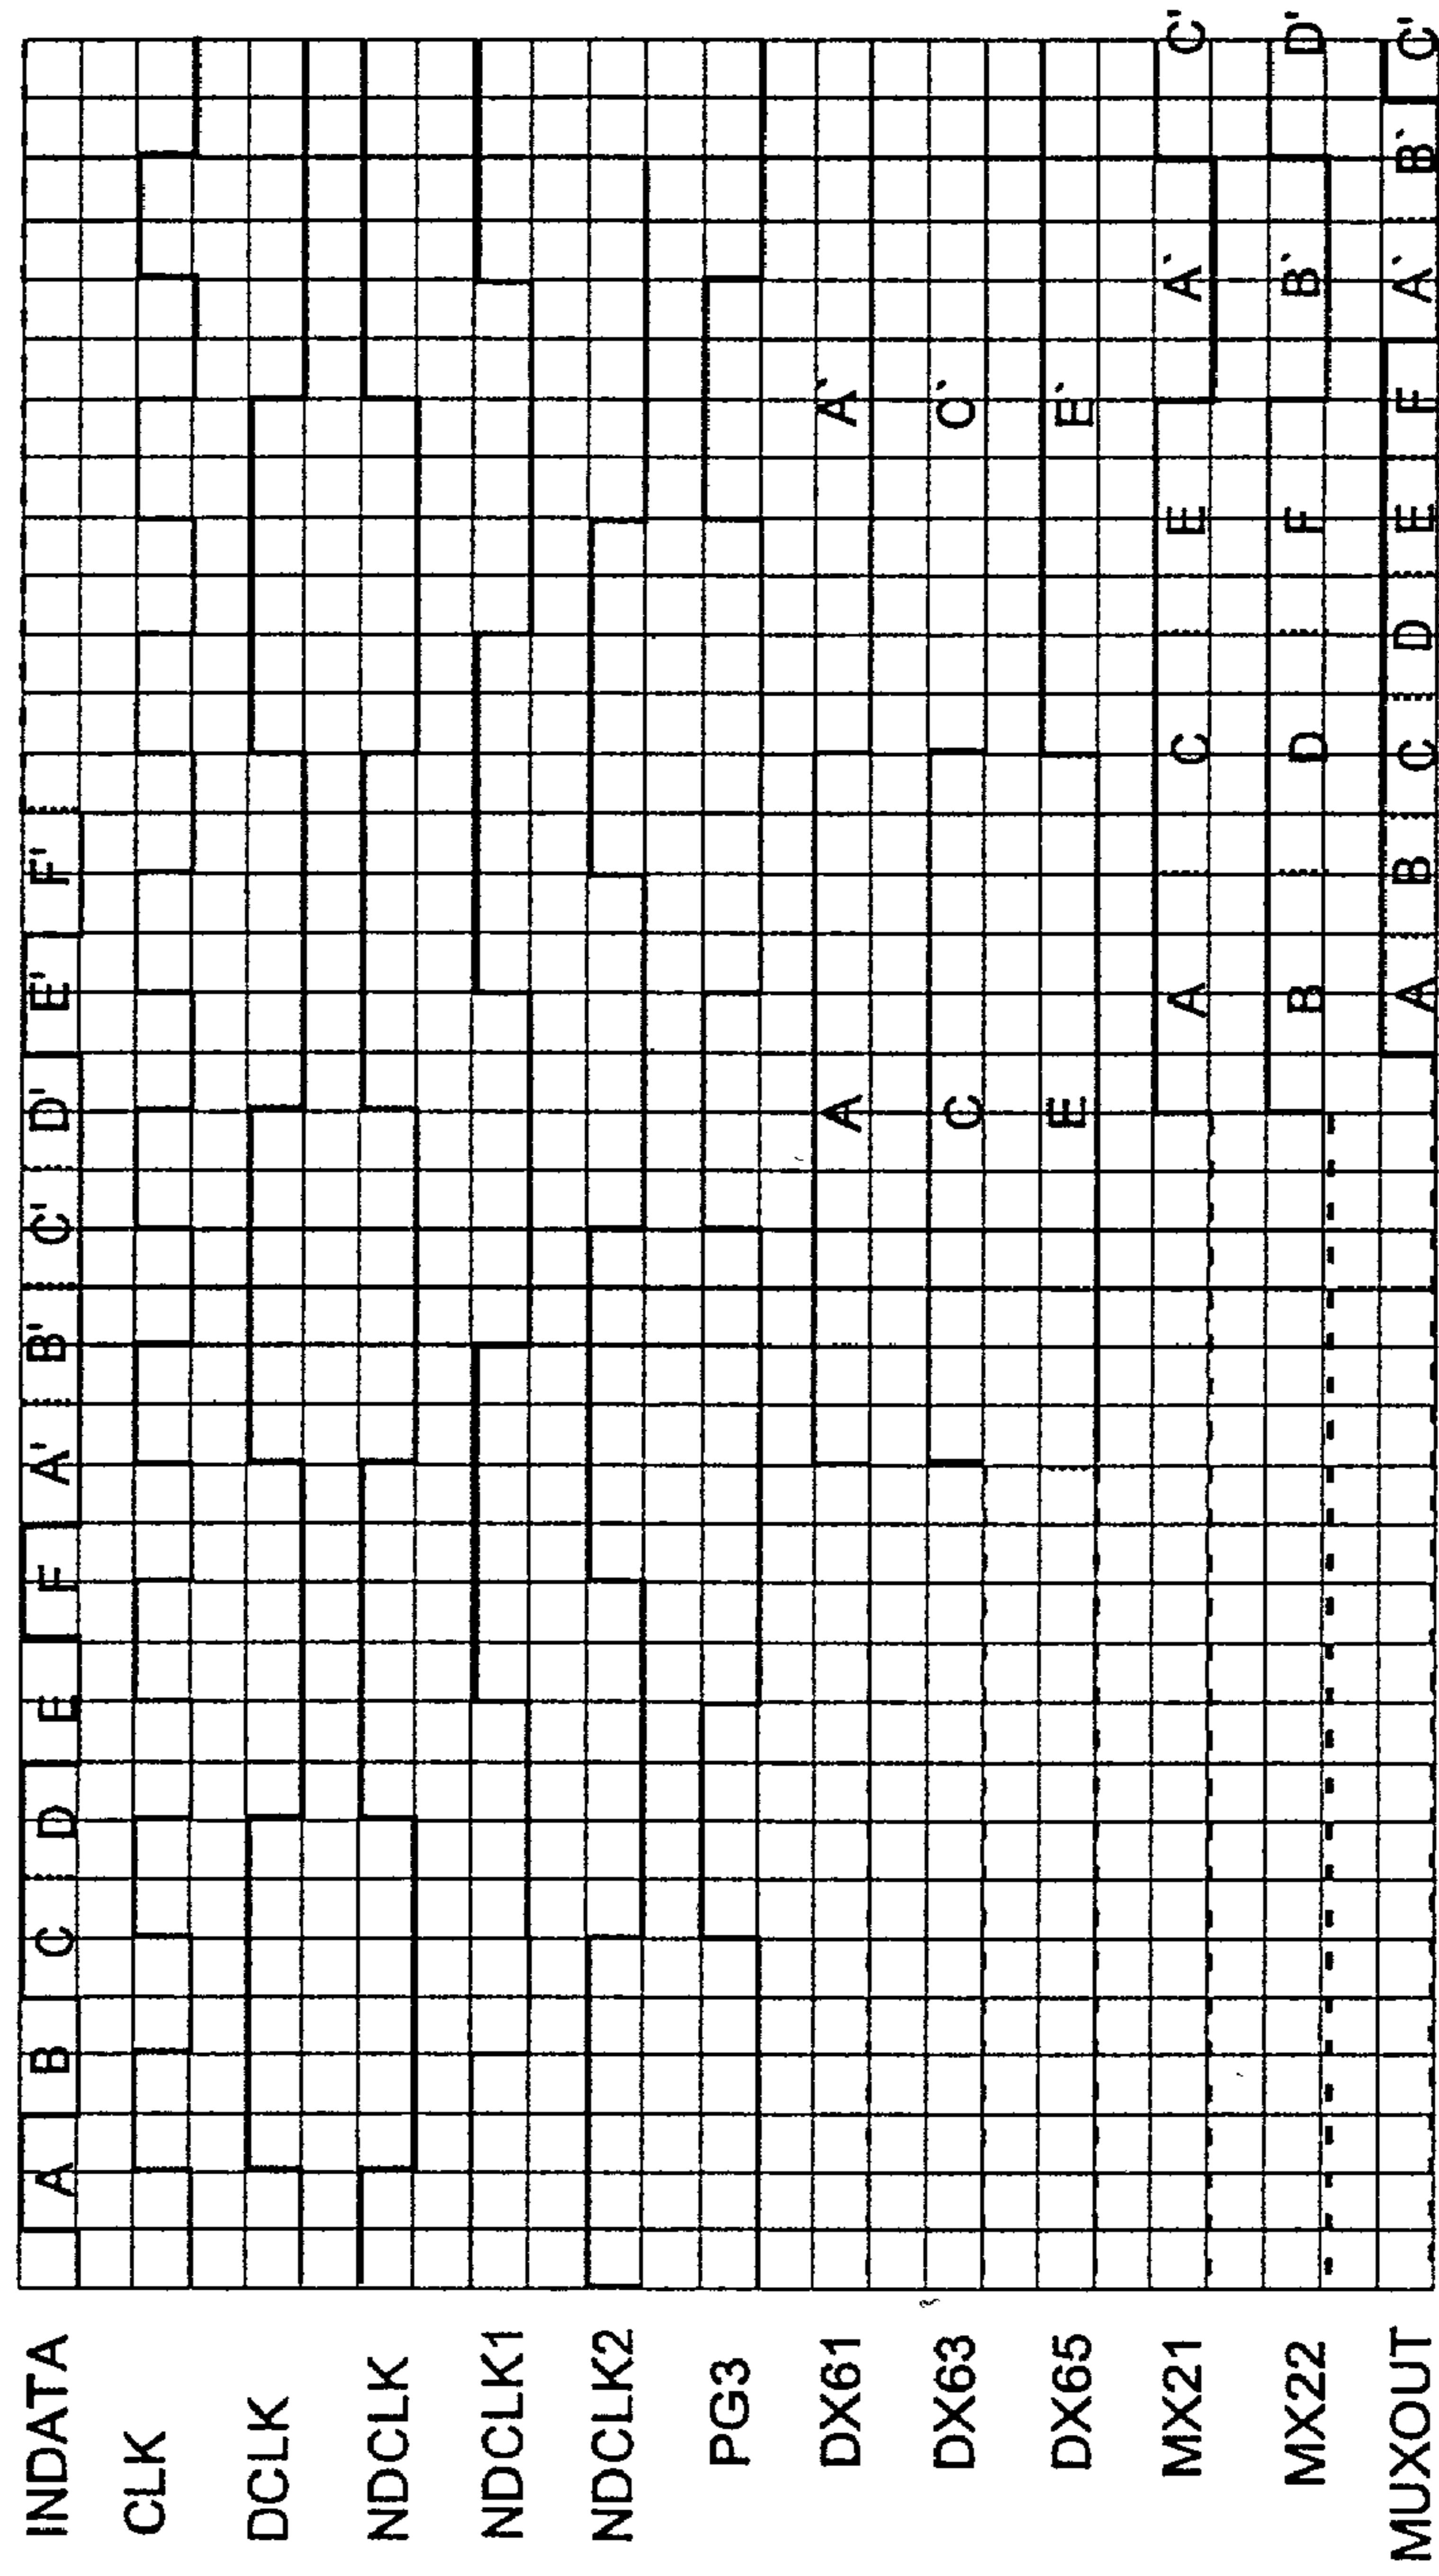 INDATA A B C D E F A' B' C' D' E' F'
CLK
DCLK
NDCLK
NDCLK1
NDCLK2
PG3
DX61 A A`
DX63 C C`
DX65 E E`
MX21 A C E A` C'
MX22 B D F B` D'
MUXOUT A B C D E F A` B` C'